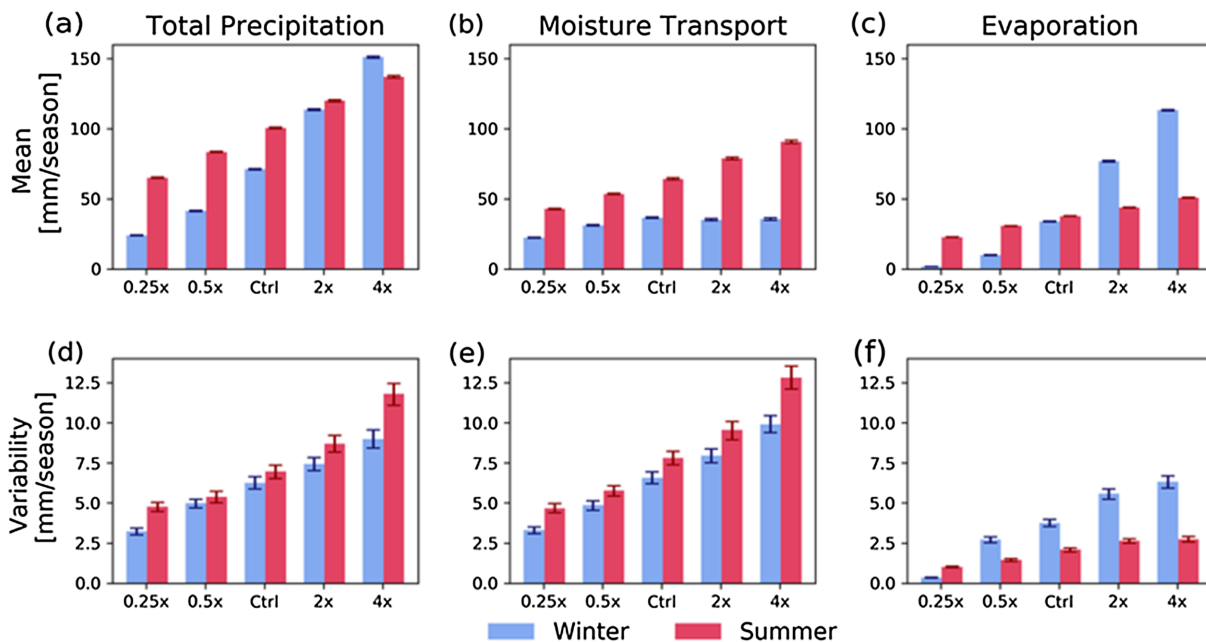 (a) Total Precipitation (b) Moisture Transport (c) Evaporation
Mean
[mm/season]
150
100
50
0
0.25x 0.5x Ctrl 2x 4x
150
100
50
0
0.25x 0.5x Ctrl 2x 4x
150
100
50
0
0.25x 0.5x Ctrl 2x 4x
(d) (e) (f)
Variability
[mm/season]
12.5
10.0
7.5
5.0
2.5
0.0
0.25x 0.5x Ctrl 2x 4x
12.5
10.0
7.5
5.0
2.5
0.0
0.25x 0.5x Ctrl 2x 4x
12.5
10.0
7.5
5.0
2.5
0.0
0.25x 0.5x Ctrl 2x 4x
Winter Summer